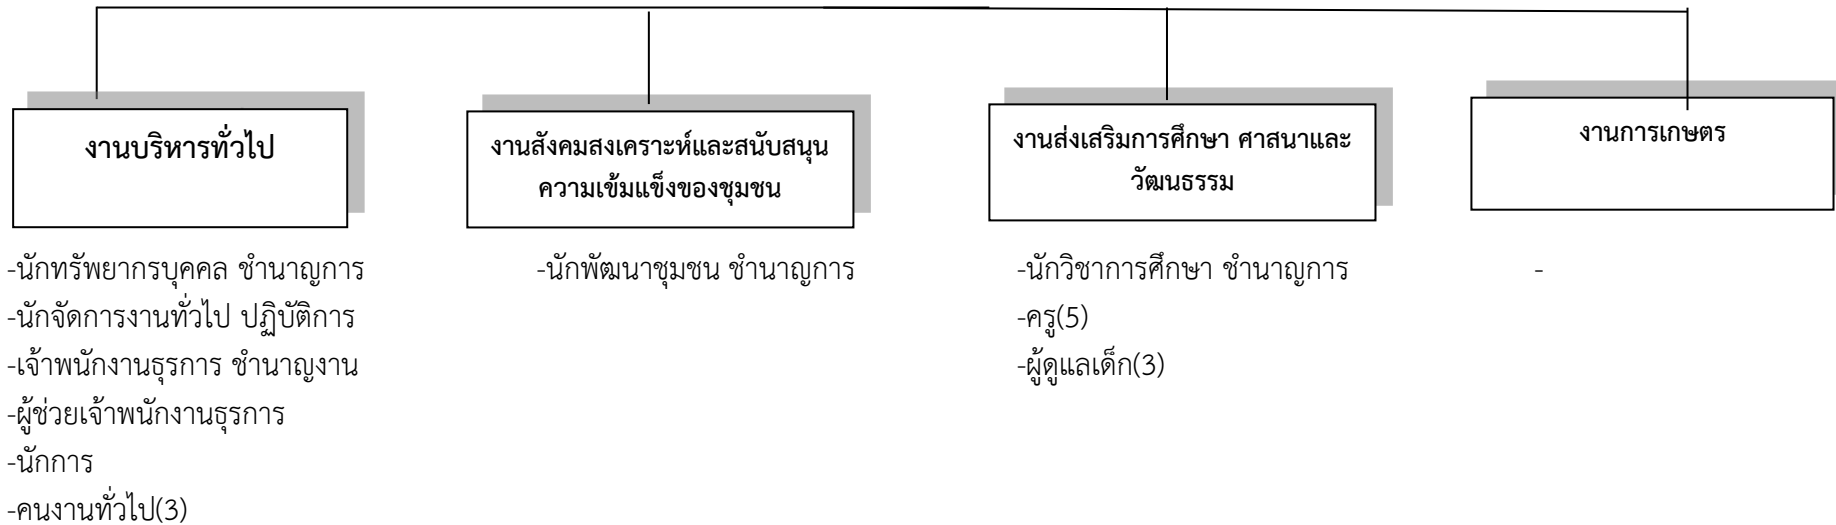 งานบริหารทั่วไป
งานสังคมสงเคราะห์และสนับสนุน
ความเข้มแข็งของชุมชน
งานส่งเสริมการศึกษา ศาสนาและ
วัฒนธรรม
งานการเกษตร
-นักทรัพยากรบุคคล ชำนาญการ
-นักจัดการงานทั่วไป ปฏิบัติการ
-เจ้าพนักงานธุรการ ชำนาญงาน
-ผู้ช่วยเจ้าพนักงานธุรการ
-นักการ
-คนงานทั่วไป(3)
-นักพัฒนาชุมชน ชำนาญการ
-นักวิชาการศึกษา ชำนาญการ
-ครู(5)
-ผู้ดูแลเด็ก(3)
-